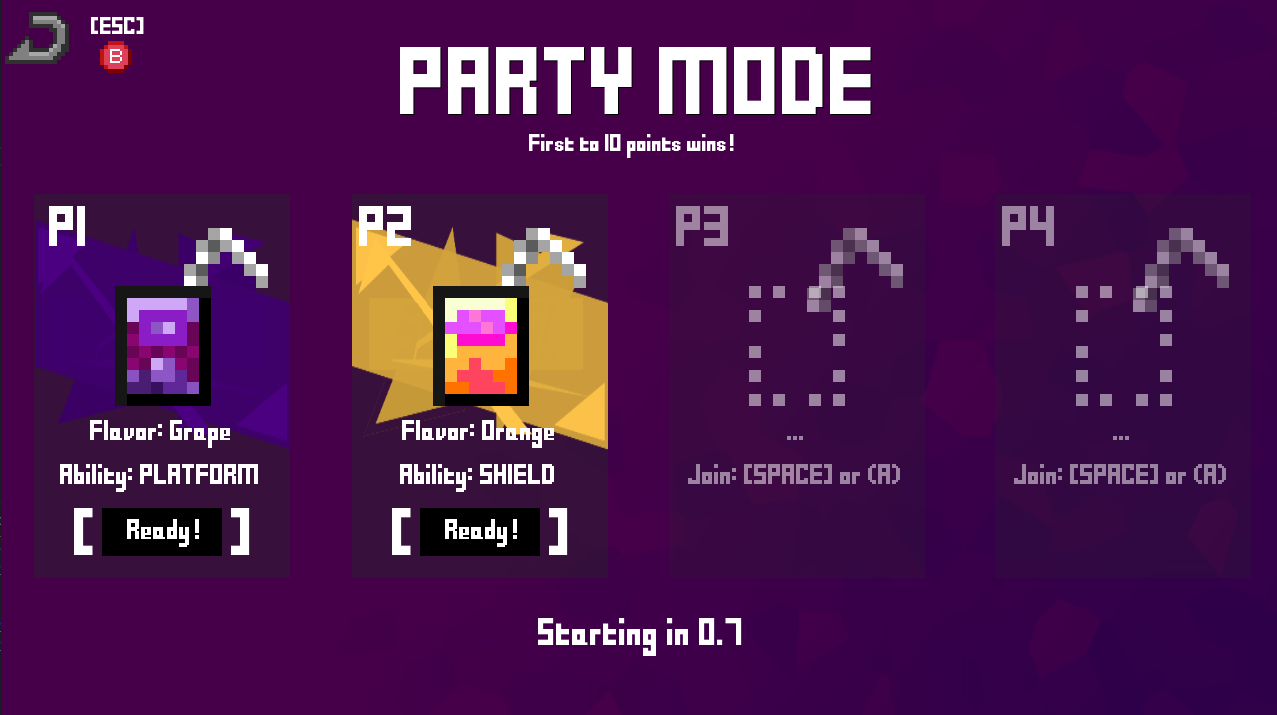 [ESC]
B
PARTY MODE
First to 10 points wins!
P1
Flavor: Grape
Ability: PLATFORM
[ Ready! ]
P2
Flavor: Orange
Ability: SHIELD
[ Ready! ]
P3
...
Join: [SPACE] or (A)
P4
...
Join: [SPACE] or (A)
Starting in 0.7